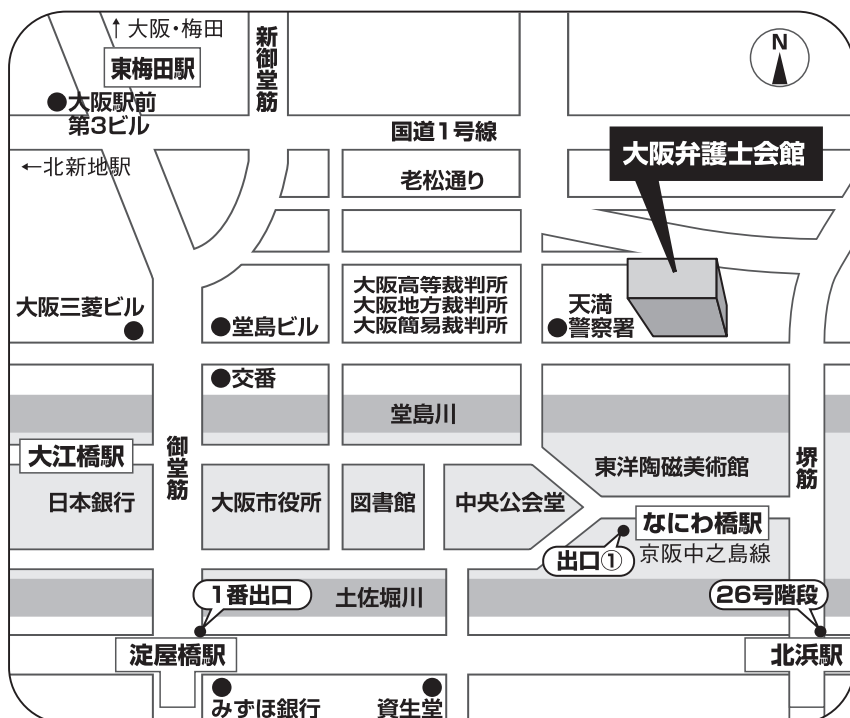 ↑大阪・梅田
東梅田駅
新御堂筋
N
●大阪駅前
第3ビル
国道1号線
←北新地駅
老松通り
大阪弁護士会館
大阪三菱ビル
●堂島ビル
大阪高等裁判所
大阪地方裁判所
大阪簡易裁判所
天満
●警察署
●交番
堂島川
大江橋駅
御堂筋
東洋陶磁美術館
堺筋
日本銀行
大阪市役所
図書館
中央公会堂
なにわ橋駅
京阪中之島線
出口①
1番出口
土佐堀川
26号階段
淀屋橋駅
北浜駅
みずほ銀行
資生堂